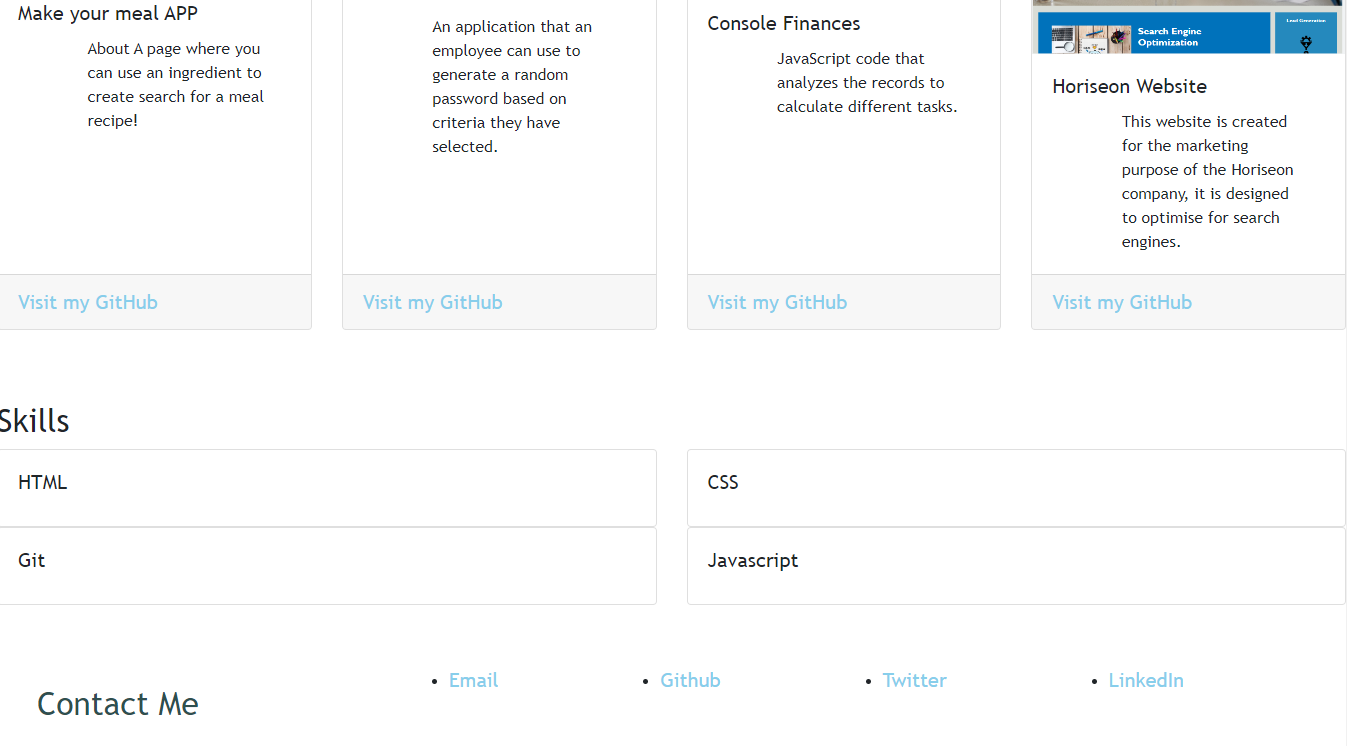 Make your meal APP
About A page where you
can use an ingredient to
create search for a meal
recipe!
Visit my GitHub
An application that an
employee can use to
generate a random
password based on
criteria they have
selected.
Visit my GitHub
Console Finances
JavaScript code that
analyzes the records to
calculate different tasks.
Visit my GitHub
Search Engine
Optimization
Lead Generation
Horiseon Website
This website is created
for the marketing
purpose of the Horiseon
company, it is designed
to optimise for search
engines.
Visit my GitHub
Skills
HTML
CSS
Git
Javascript
Contact Me
Email
Github
Twitter
LinkedIn